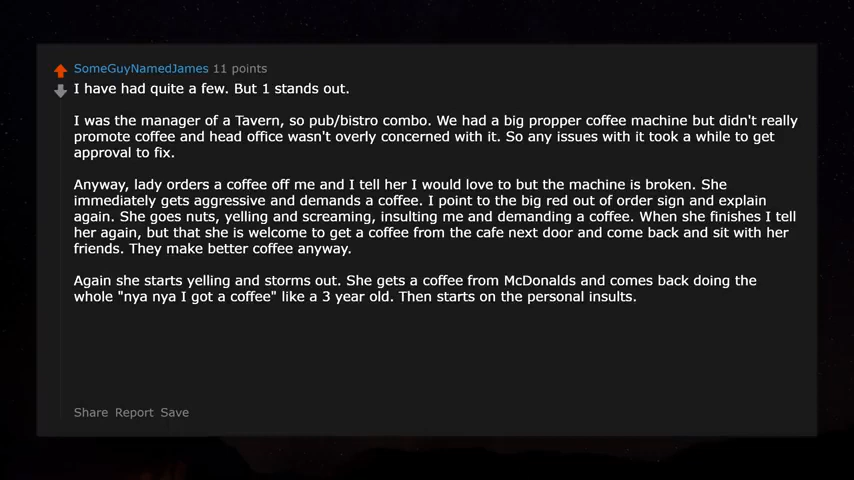 SomeGuyNamedJames 11 points
I have had quite a few. But 1 stands out.
I was the manager of a Tavern, so pub/bistro combo. We had a big propper coffee machine but didn't really
promote coffee and head office wasn't overly concerned with it. So any issues with it took a while to get
approval to fix.
Anyway, lady orders a coffee off me and I tell her I would love to but the machine is broken. She
immediately gets aggressive and demands a coffee. I point to the big red out of order sign and explain
again. She goes nuts, yelling and screaming, insulting me and demanding a coffee. When she finishes I tell
her again, but that she is welcome to get a coffee from the cafe next door and come back and sit with her
friends. They make better coffee anyway.
Again she starts yelling and storms out. She gets a coffee from McDonalds and comes back doing the
whole "nya nya I got a coffee" like a 3 year old. Then starts on the personal insults.
Share Report Save